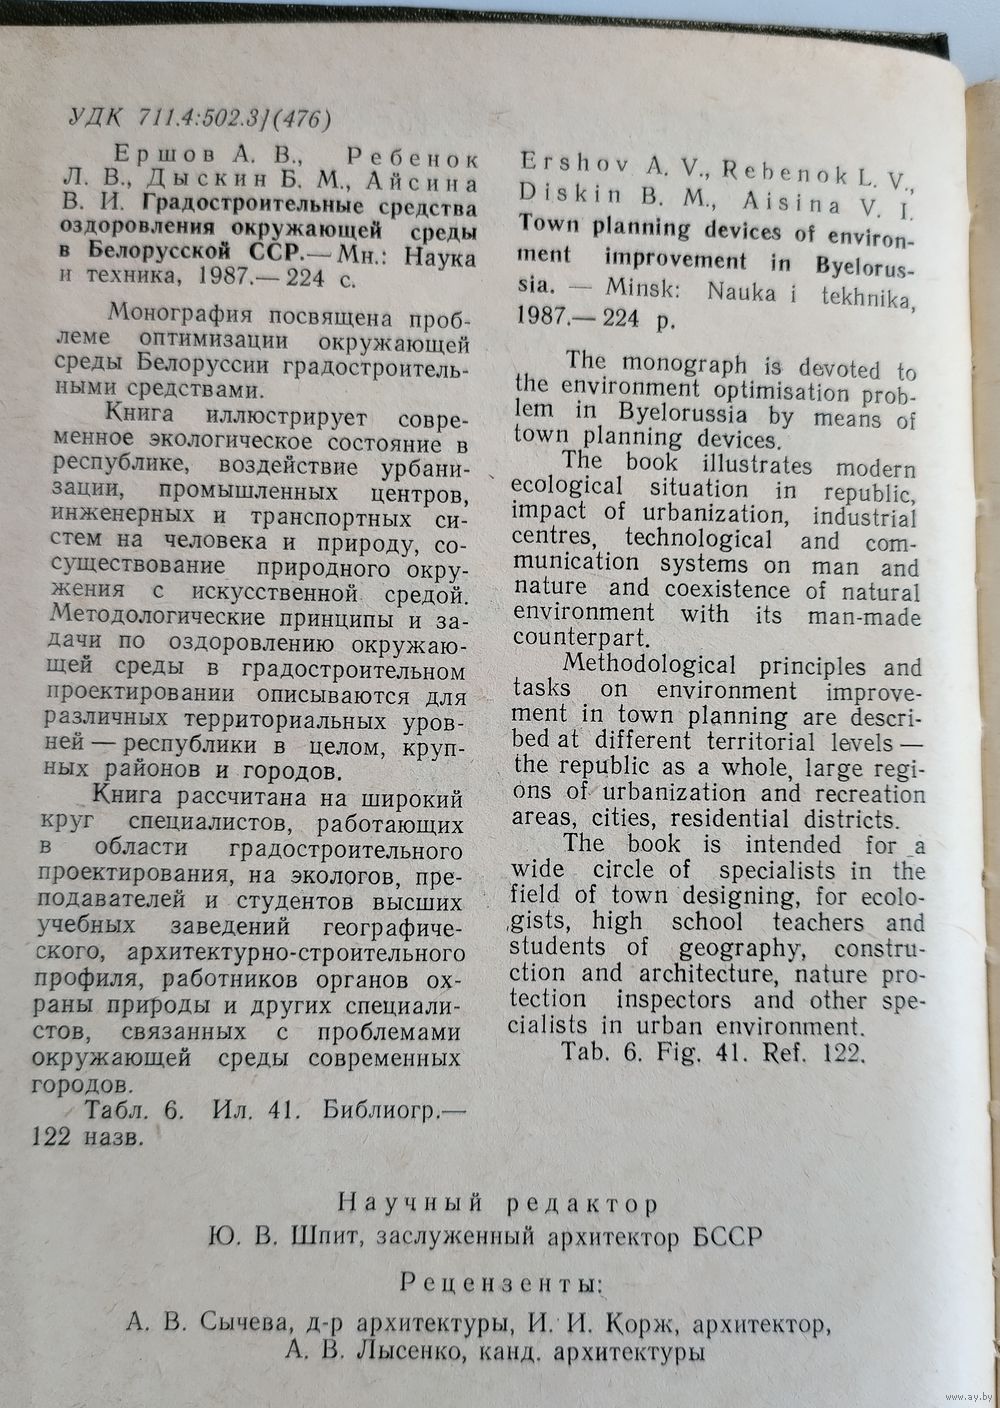 УДК 711.4:502.3](476)
Ершов А. В., Ребенок
Л. В., Дыскин Б. М., Айсина
В. И. Градостроительные средства
оздоровления окружающей среды
в Белорусской ССР.— Мн.: Наука
и техника, 1987.— 224 с.
Монография посвящена проб-
леме оптимизации окружающей
среды Белоруссии градостроитель-
ными средствами.
Книга иллюстрирует совре-
менное экологическое состояние в
республике, воздействие урбани-
зации, промышленных центров,
инженерных и транспортных си-
стем на человека и природу, со-
существование природного окру-
жения с искусственной средой.
Методологические принципы и за-
дачи по оздоровлению окружаю-
щей среды в градостроительном
проектировании описываются для
различных территориальных уров-
ней — республики в целом, круп-
ных районов и городов.
Книга рассчитана на широкий
круг специалистов, работающих
в области градостроительного
проектирования, на экологов, пре-
подавателей и студентов высших
учебных заведений географиче-
ского, архитектурно-строительного
профиля, работников органов ох-
раны природы и других специали-
стов, связанных с проблемами
окружающей среды современных
городов.
Табл. 6. Ил. 41. Библиогр.—
122 назв.
Ershov A. V., Rebenok L. V.,
Diskin B. M., Aisina V. I.
Town planning devices of environ-
ment improvement in Byelorus-
sia. — Minsk: Nauka i tekhnika,
1987.— 224 p.
The monograph is devoted to
the environment optimisation prob-
lem in Byelorussia by means of
town planning devices.
The book illustrates modern
ecological situation in republic,
impact of urbanization, industrial
centres, technological and com-
munication systems on man and
nature and coexistence of natural
environment with its man-made
counterpart.
Methodological principles and
tasks on environment improve-
ment in town planning are descri-
bed at different territorial levels —
the republic as a whole, large regi-
ons of urbanization and recreation
areas, cities, residential districts.
The book is intended for a
wide circle of specialists in the
field of town designing, for ecolo-
gists, high school teachers and
students of geography, constru-
ction and architecture, nature pro-
tection inspectors and other spe-
cialists in urban environment.
Tab. 6. Fig. 41. Ref. 122.
Научный редактор
Ю. В. Шпит, заслуженный архитектор БССР
Рецензенты:
А. В. Сычева, д-р архитектуры, И. И. Корж, архитектор,
А. В. Лысенко, канд. архитектуры
www.ay.by